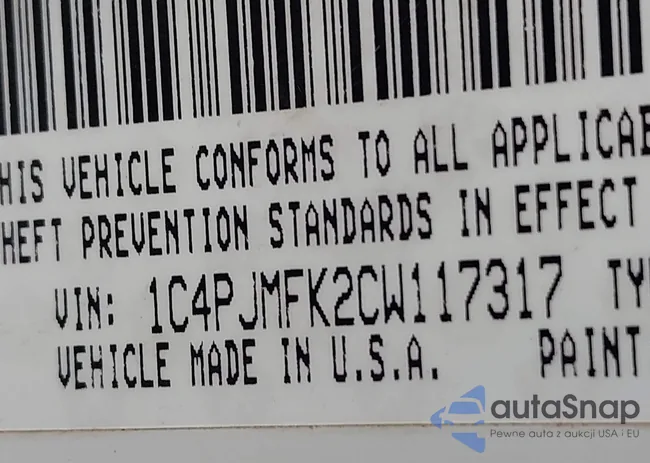 HIS VEHICLE CONFORMS TO ALL APPLICAB
HEFT PREVENTION STANDARDS IN EFFECT
VIN: 1C4PJMFK2CW117317 TY
VEHICLE MADE IN U.S.A. PAINT
autaSnap
Pewne auta z aukcji USA i EU